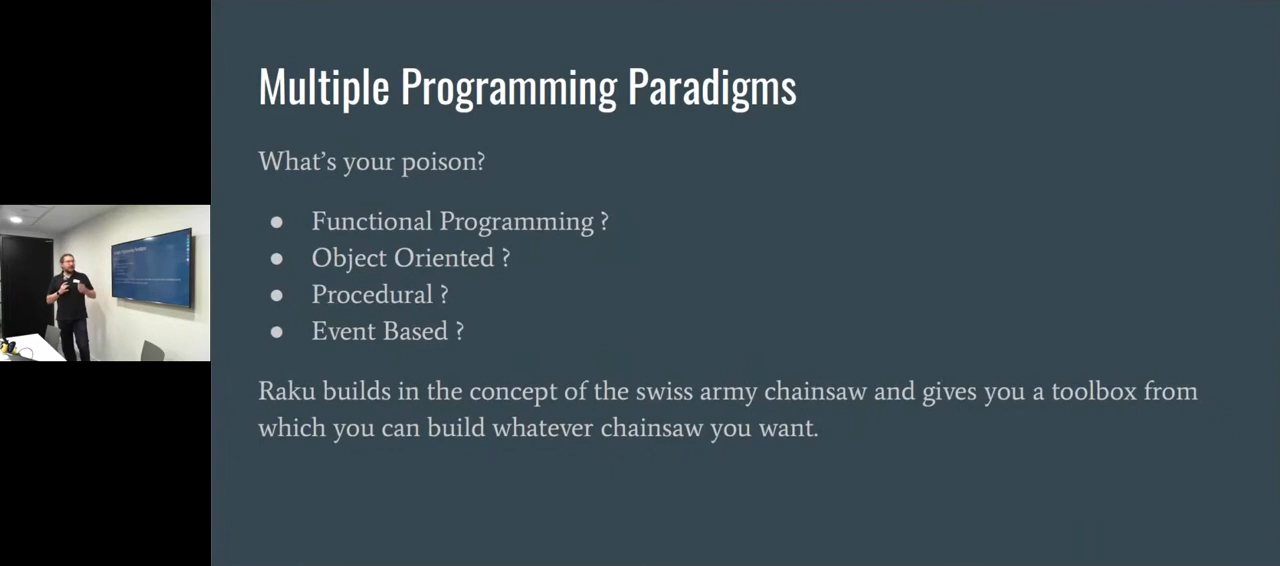 Multiple Programming Paradigms
What's your poison?
● Functional Programming ?
● Object Oriented ?
● Procedural ?
● Event Based ?
Raku builds in the concept of the swiss army chainsaw and gives you a toolbox from
which you can build whatever chainsaw you want.